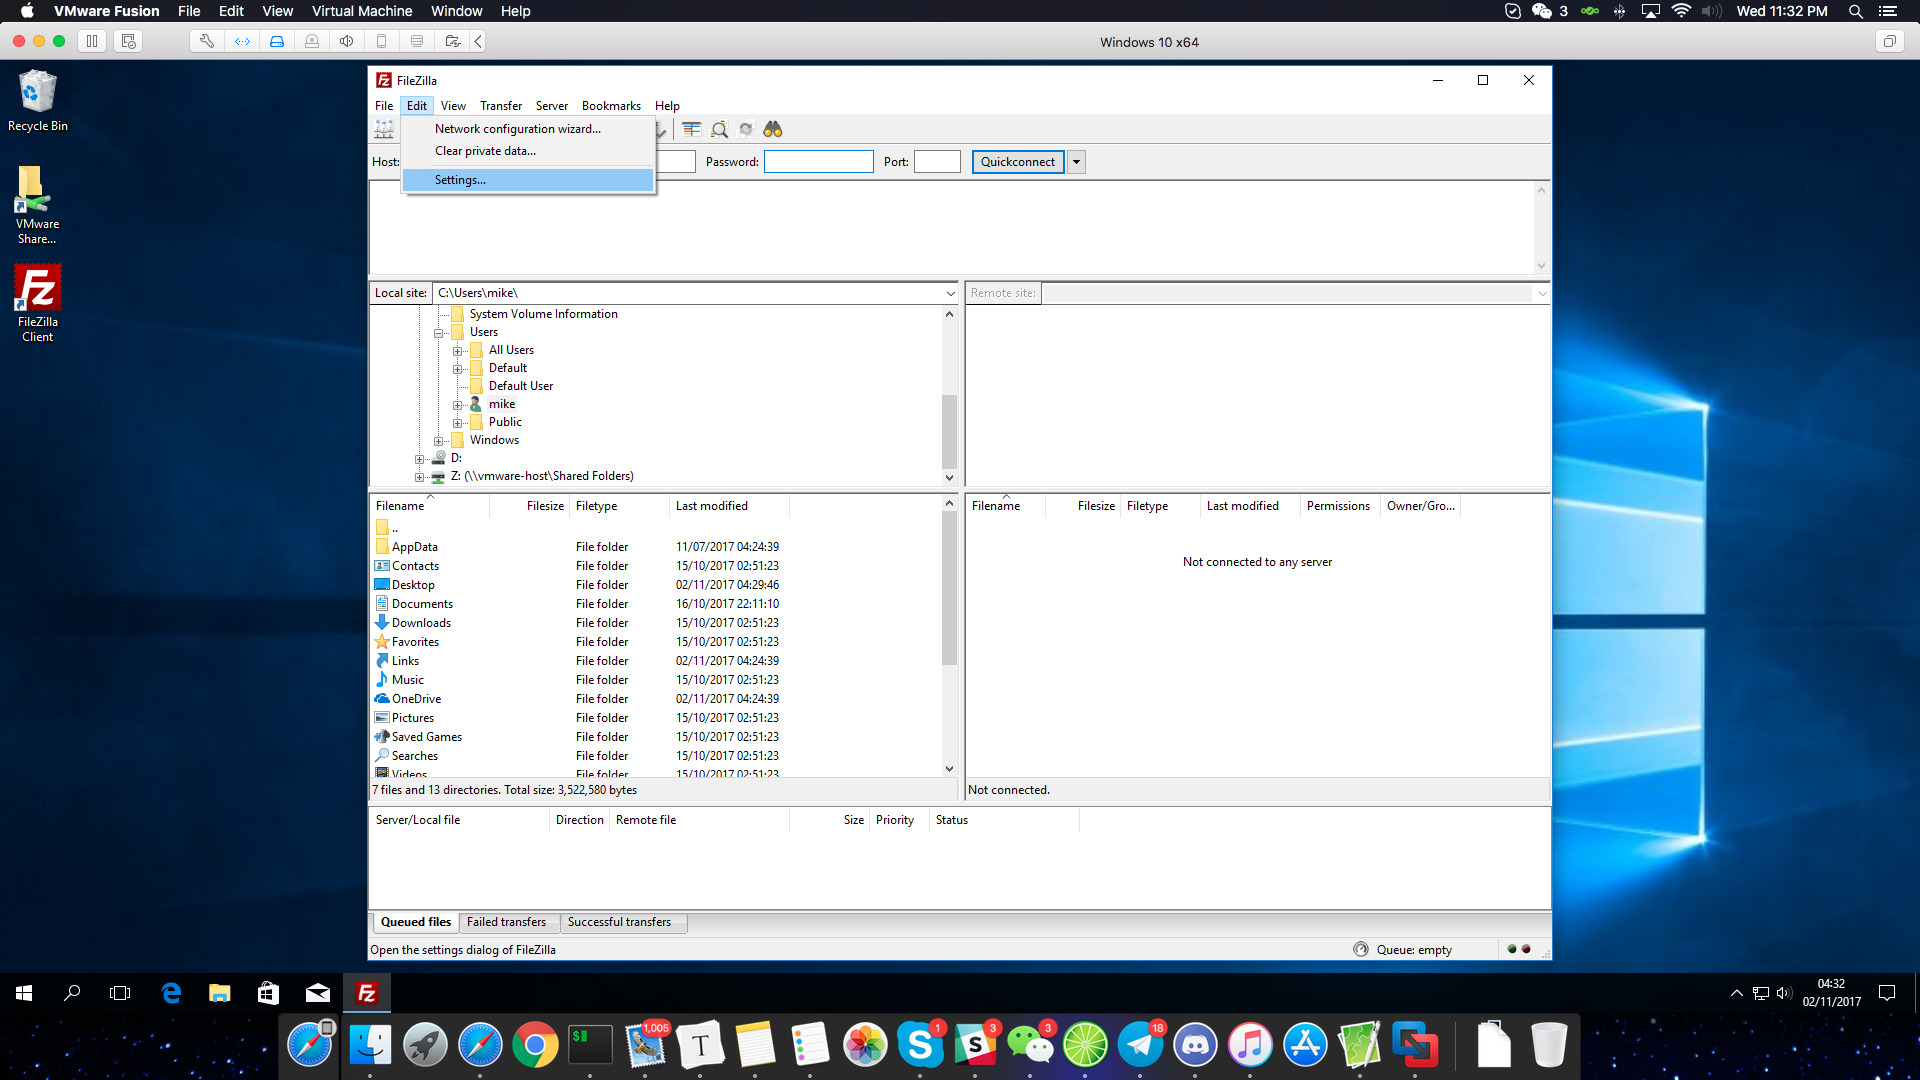 VMware Fusion File Edit View Virtual Machine Window Help 3 Wed 11:32 PM
Windows 10 x64
Recycle Bin
VMware
Share...
FileZilla
Client
FileZilla
File Edit View Transfer Server Bookmarks Help
Network configuration wizard...
Clear private data...
Settings...
Host: Password: Port: Quickconnect
Local site: C:\Users\mike\
Remote site:
System Volume Information
Users
All Users
Default
Default User
mike
Public
Windows
D:
Z: (\\vmware-host\Shared Folders)
Filename Filesize Filetype Last modified
..
AppData File folder 11/07/2017 04:24:39
Contacts File folder 15/10/2017 02:51:23
Desktop File folder 02/11/2017 04:29:46
Documents File folder 16/10/2017 22:11:10
Downloads File folder 15/10/2017 02:51:23
Favorites File folder 15/10/2017 02:51:23
Links File folder 02/11/2017 04:24:39
Music File folder 15/10/2017 02:51:23
OneDrive File folder 02/11/2017 04:24:39
Pictures File folder 15/10/2017 02:51:23
Saved Games File folder 15/10/2017 02:51:23
Searches File folder 15/10/2017 02:51:23
Videos File folder 15/10/2017 02:51:23
7 files and 13 directories. Total size: 3,522,580 bytes
Filename Filesize Filetype Last modified Permissions Owner/Gro...
Not connected to any server
Not connected.
Server/Local file Direction Remote file Size Priority Status
Queued files Failed transfers Successful transfers
Open the settings dialog of FileZilla Queue: empty
04:32
02/11/2017
1,005 1 3 3 18